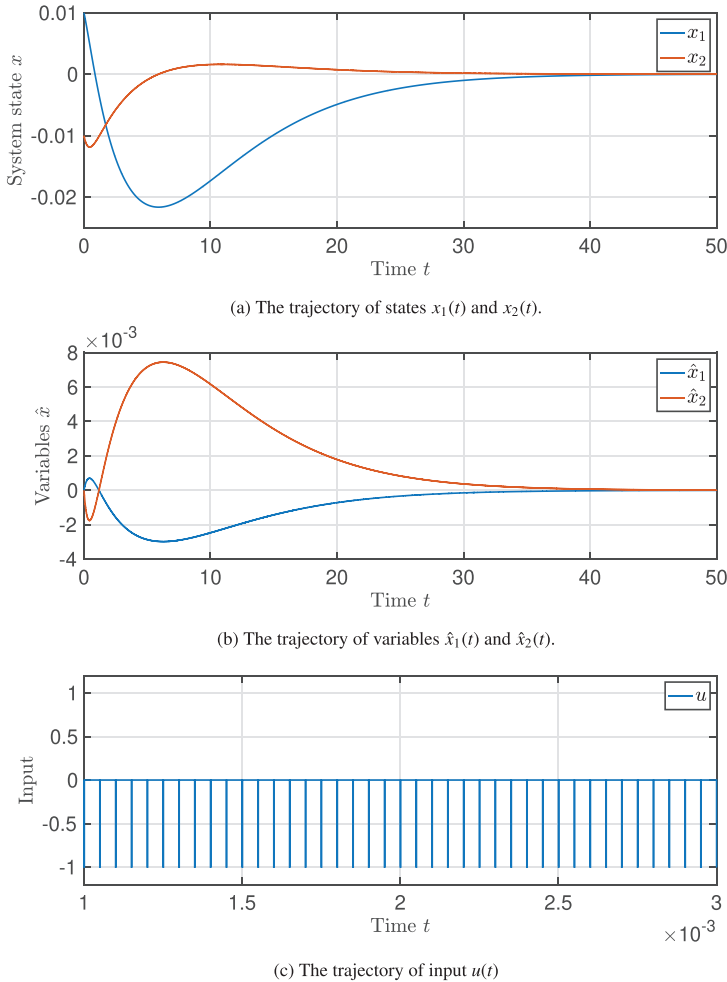 0.01
0
-0.01
-0.02
System state x
x₁
x₂
0 10 20 30 40 50
Time t
(a) The trajectory of states x₁(t) and x₂(t).
×10⁻³
8
6
4
2
0
-2
-4
Variables x̂
x̂₁
x̂₂
0 10 20 30 40 50
Time t
(b) The trajectory of variables x̂₁(t) and x̂₂(t).
1
0.5
0
-0.5
-1
Input
u
1 1.5 2 2.5 3
Time t
×10⁻³
(c) The trajectory of input u(t)